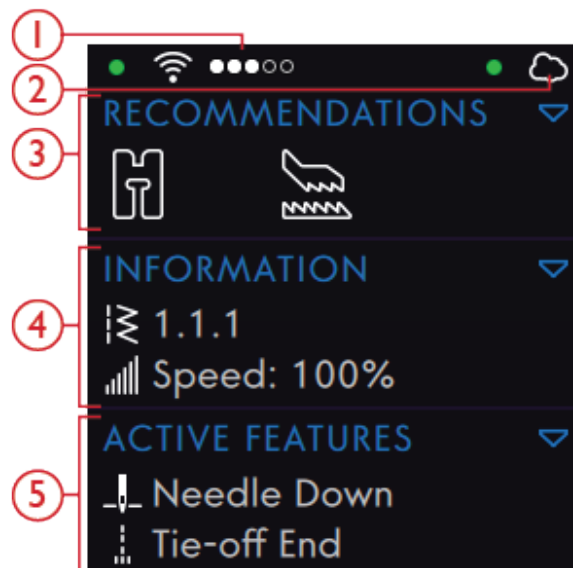 1
2
RECOMMENDATIONS
3
INFORMATION
1.1.1
4
Speed: 100%
ACTIVE FEATURES
5
Needle Down
Tie-off End